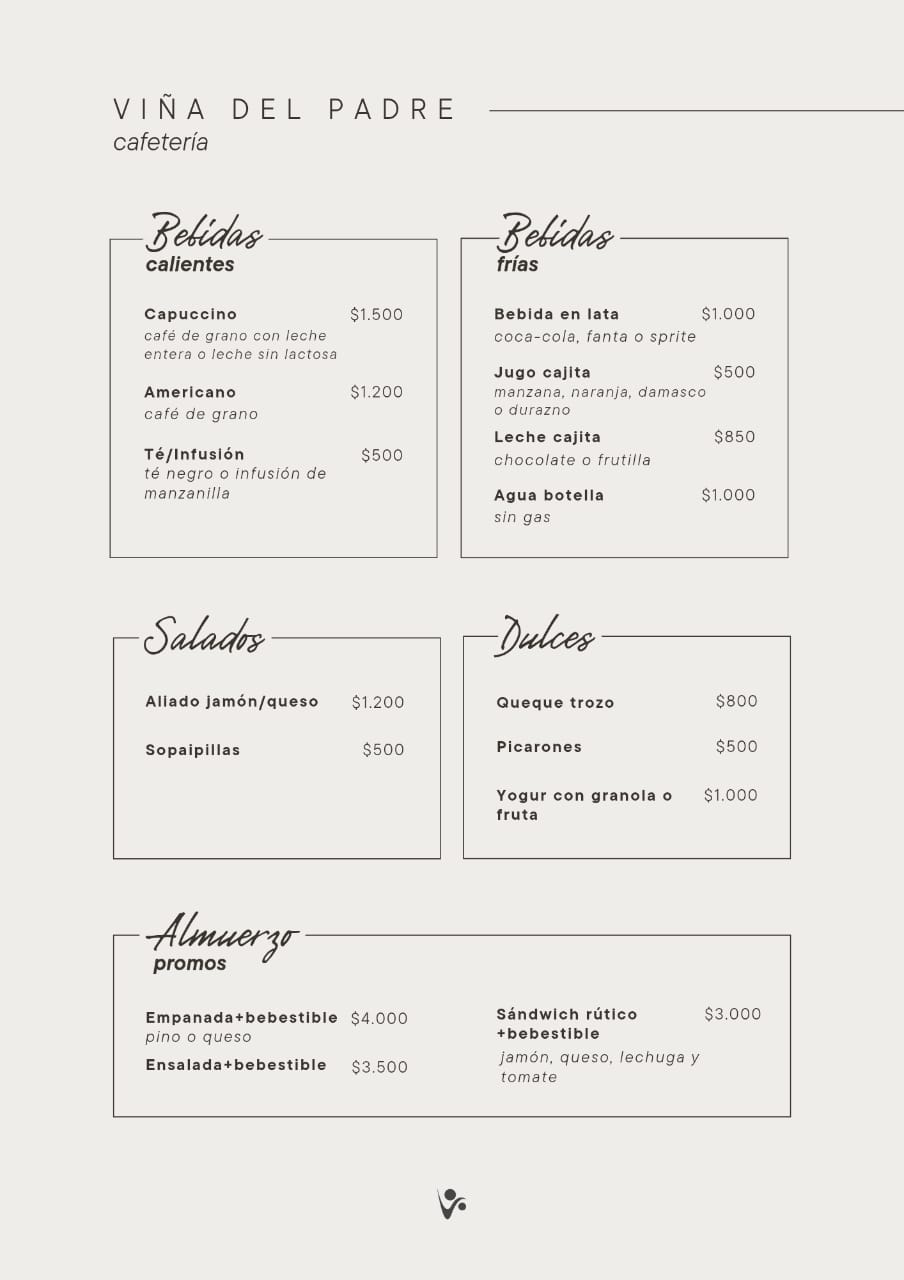 VIÑA DEL PADRE
cafetería
Bebidas
calientes
Capuccino $1.500
café de grano con leche
entera o leche sin lactosa
Americano $1.200
café de grano
Té/Infusión $500
té negro o infusión de
manzanilla
Bebidas
frías
Bebida en lata $1.000
coca-cola, fanta o sprite
Jugo cajita $500
manzana, naranja, damasco
o durazno
Leche cajita $850
chocolate o frutilla
Agua botella $1.000
sin gas
Salados
Aliado jamón/queso $1.200
Sopaipillas $500
Dulces
Queque trozo $800
Picarones $500
Yogur con granola o $1.000
fruta
Almuerzo
promos
Empanada+bebestible $4.000
pino o queso
Ensalada+bebestible $3.500
Sándwich rútico $3.000
+bebestible
jamón, queso, lechuga y
tomate